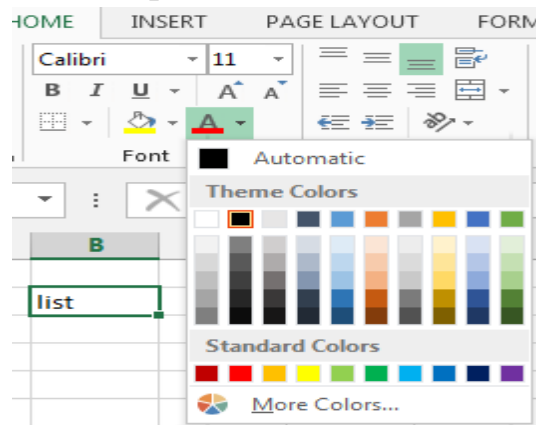 HOME INSERT PAGE LAYOUT FORM
Calibri 11
B I U A A
A
Font
Automatic
Theme Colors
B
list
Standard Colors
More Colors...